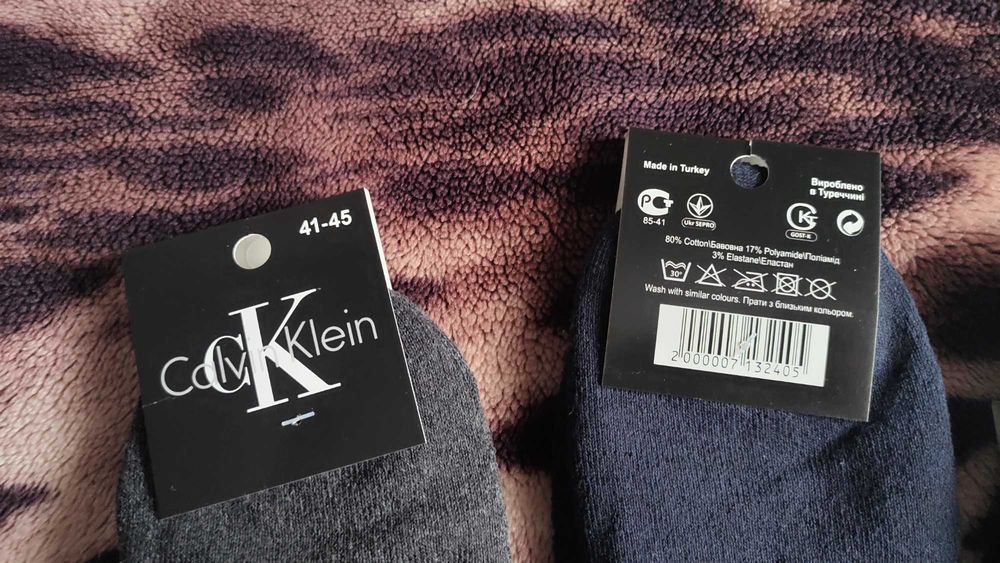 41-45
CK
Calvin Klein
Made in Turkey
Вироблено
в Туреччині
РСТ
85-41
Ukr SEPRO
GOST-K
80% Cotton\Бавовна 17% Polyamide\Поліамід
3% Elastane\Еластан
30°
Wash with similar colours. Прати з близьким кольором.
2000007132405